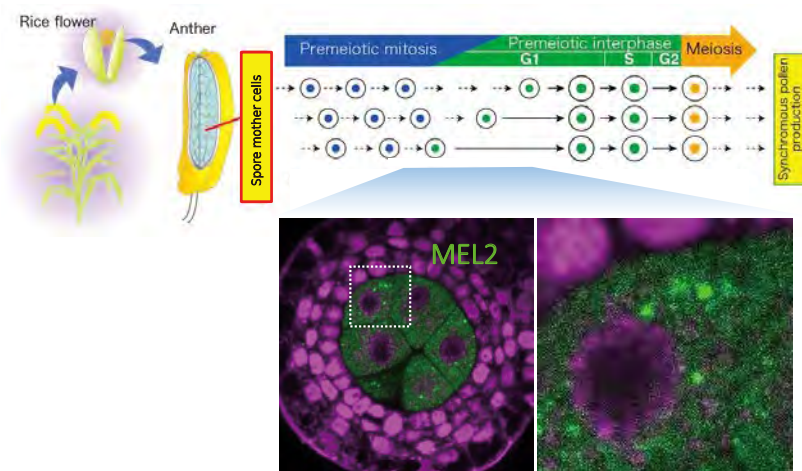 Rice flower
Anther
Spore mother cells
Premeiotic mitosis
Premeiotic interphase
Meiosis
G1
S
G2
Synchronous pollen
production
MEL2